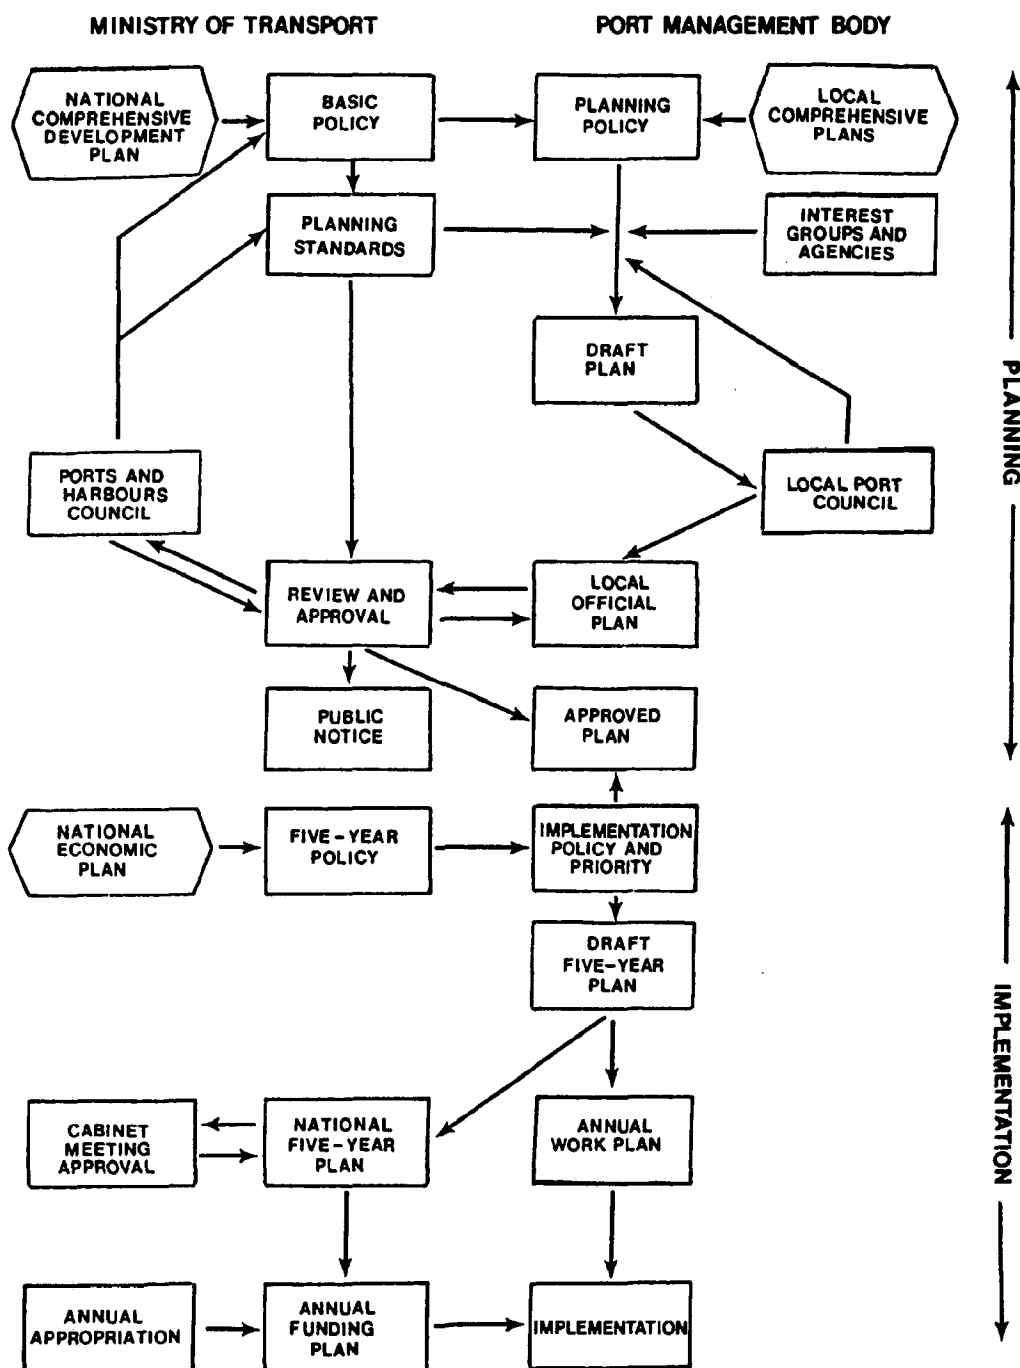 MINISTRY OF TRANSPORT
PORT MANAGEMENT BODY
NATIONAL
COMPREHENSIVE
DEVELOPMENT
PLAN
BASIC
POLICY
PLANNING
POLICY
LOCAL
COMPREHENSIVE
PLANS
PLANNING
STANDARDS
INTEREST
GROUPS AND
AGENCIES
DRAFT
PLAN
PLANNING
PORTS AND
HARBOURS
COUNCIL
LOCAL PORT
COUNCIL
REVIEW AND
APPROVAL
LOCAL
OFFICIAL
PLAN
PUBLIC
NOTICE
APPROVED
PLAN
NATIONAL
ECONOMIC
PLAN
FIVE-YEAR
POLICY
IMPLEMENTATION
POLICY AND
PRIORITY
DRAFT
FIVE-YEAR
PLAN
IMPLEMENTATION
CABINET
MEETING
APPROVAL
NATIONAL
FIVE-YEAR
PLAN
ANNUAL
WORK PLAN
ANNUAL
APPROPRIATION
ANNUAL
FUNDING
PLAN
IMPLEMENTATION